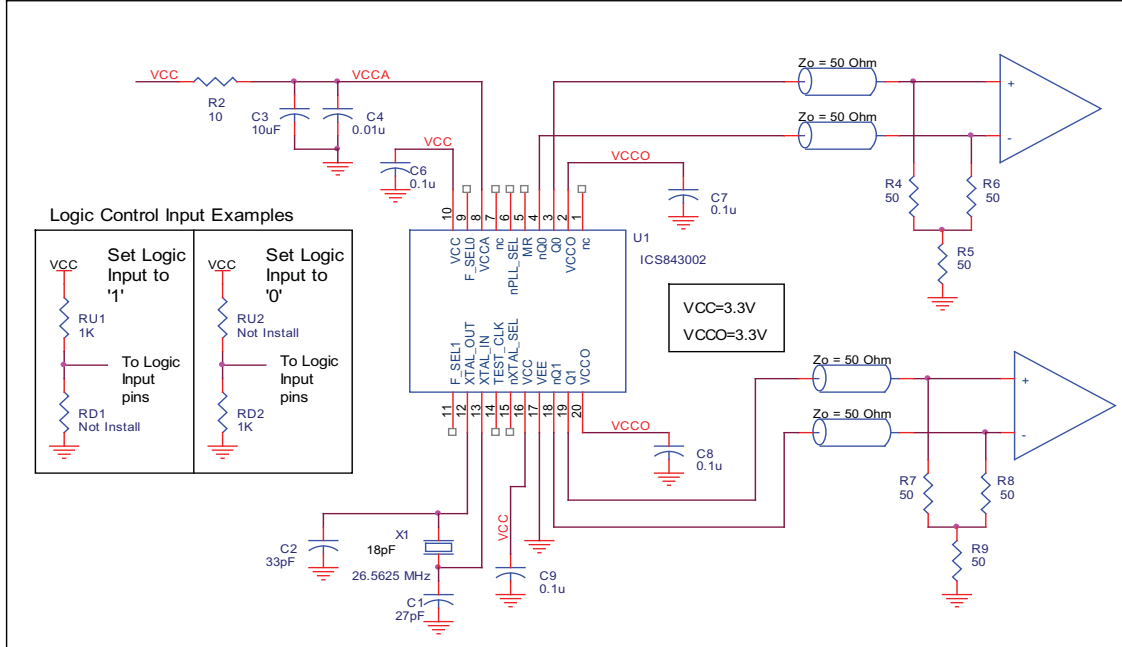 VCC
R2
10
VCCA
C3
10uF
C4
0.01u
VCC
C6
0.1u
VCCO
C7
0.1u
Zo = 50 Ohm
Zo = 50 Ohm
+
-
R4
50
R6
50
R5
50
10
9
8
7
6
5
4
3
2
1
VCC
F_SEL0
VCCA
nc
nPLL_SEL
MR
nQ0
Q0
VCCO
nc
U1
ICS843002
F_SEL1
XTAL_OUT
XTAL_IN
TEST_CLK
nXTAL_SEL
VCC
VEE
nQ1
Q1
VCCO
11
12
13
14
15
16
17
18
19
20
VCC=3.3V
VCCO=3.3V
Logic Control Input Examples
Set Logic
Input to
'1'
VCC
RU1
1K
To Logic
Input
pins
RD1
Not Install
Set Logic
Input to
'0'
VCC
RU2
Not Install
To Logic
Input
pins
RD2
1K
VCCO
C8
0.1u
Zo = 50 Ohm
Zo = 50 Ohm
+
-
R7
50
R8
50
R9
50
C2
33pF
X1
18pF
26.5625 MHz
C1
27pF
VCC
C9
0.1u